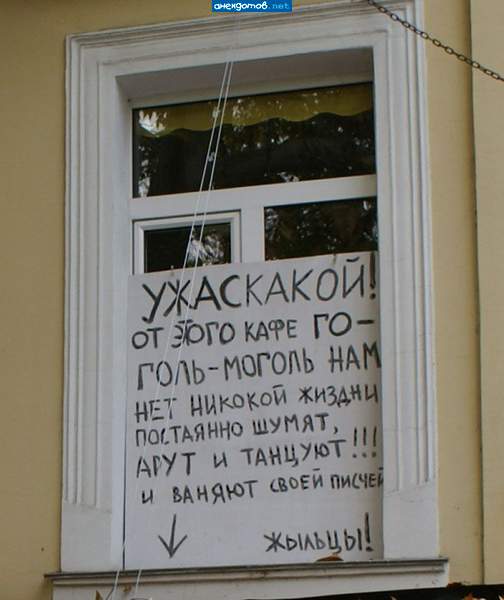 анекдотов.net
УЖАСКАКОЙ!
ОТ ЭТОГО КАФЕ ГО-
ГОЛЬ-МОГОЛЬ НАМ
НЕТ НИКОКОЙ ЖИЗДНИ
ПОСТАЯННО ШУМЯТ,
АРУТ И ТАНЦУЮТ!!!
И ВАНЯЮТ СВОЕЙ ПИСЧЕЙ
ЖЫЛЬЦЫ!